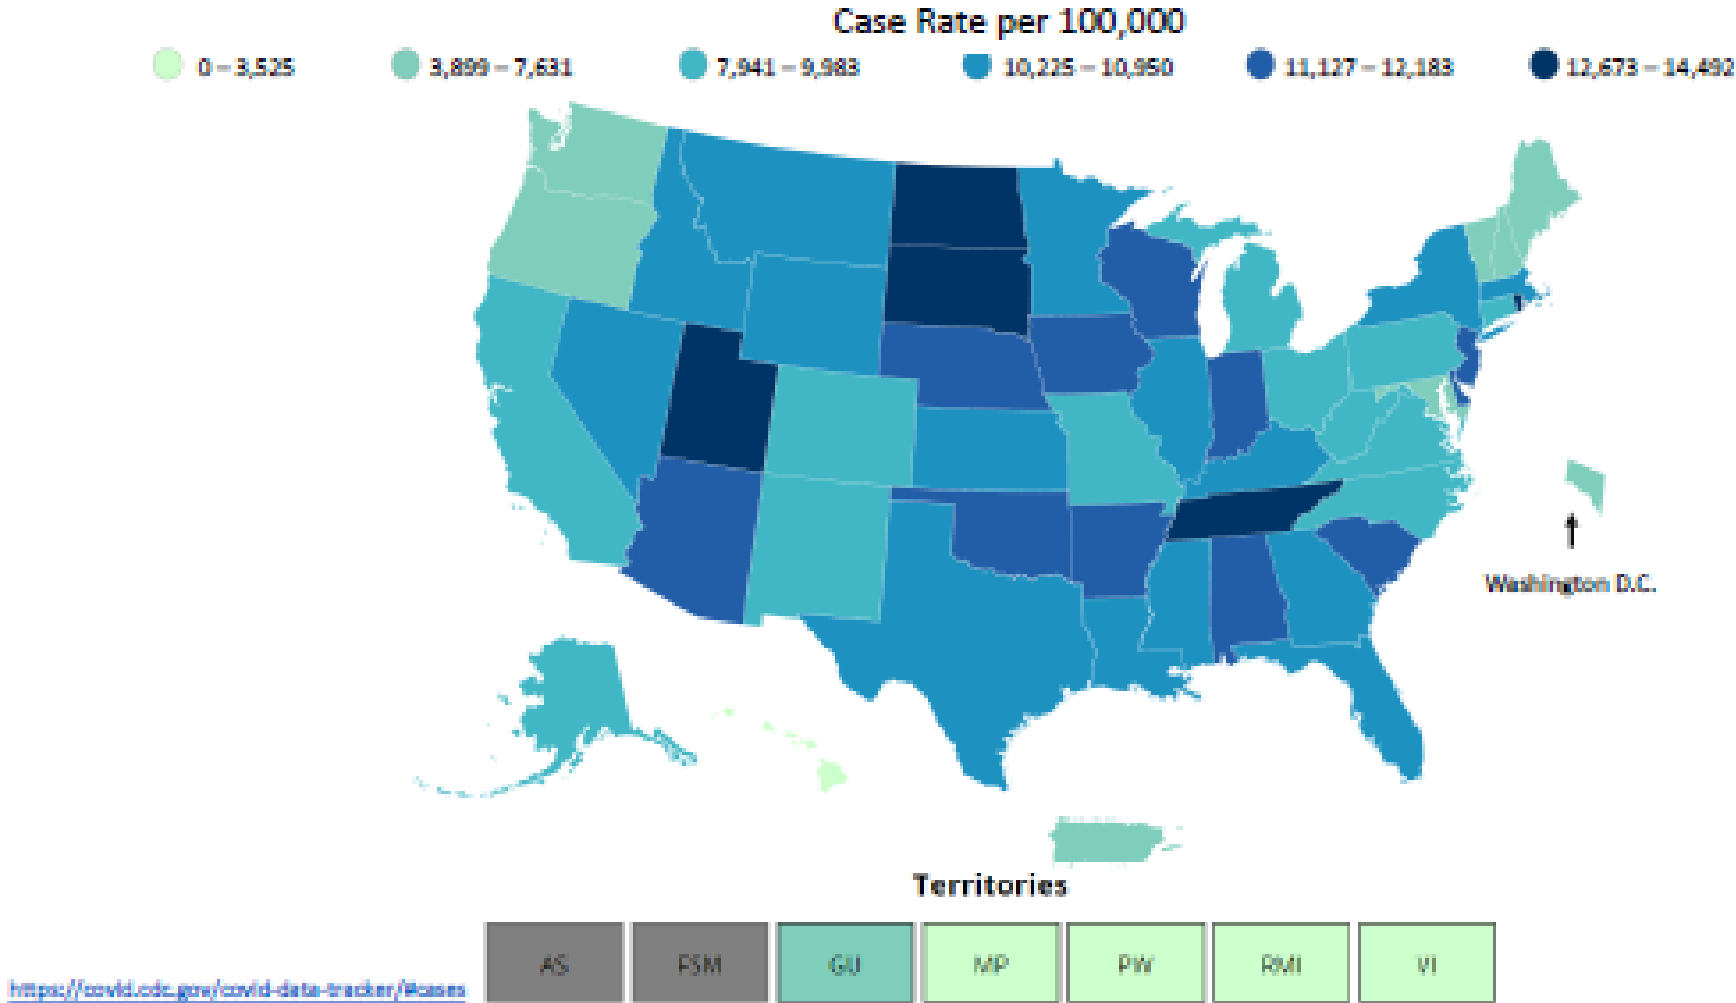 Case Rate per 100,000
0 – 3,525
3,899 – 7,631
7,941 – 9,983
10,225 – 10,950
11,127 – 12,183
12,673 – 14,492
Washington D.C.
Territories
AS
FSM
GU
MP
PW
RMI
VI
https://covid.cdc.gov/covid-data-tracker/#cases